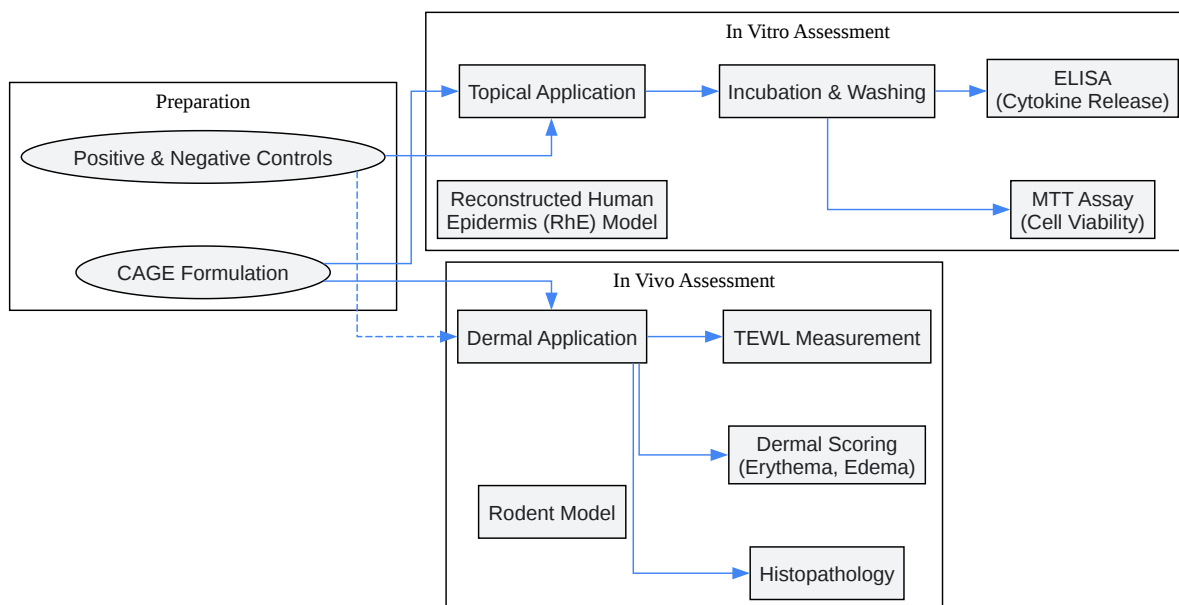 Preparation
Positive & Negative Controls
CAGE Formulation
In Vitro Assessment
Topical Application
Incubation & Washing
ELISA
(Cytokine Release)
Reconstructed Human
Epidermis (RhE) Model
MTT Assay
(Cell Viability)
In Vivo Assessment
Dermal Application
TEWL Measurement
Dermal Scoring
(Erythema, Edema)
Rodent Model
Histopathology